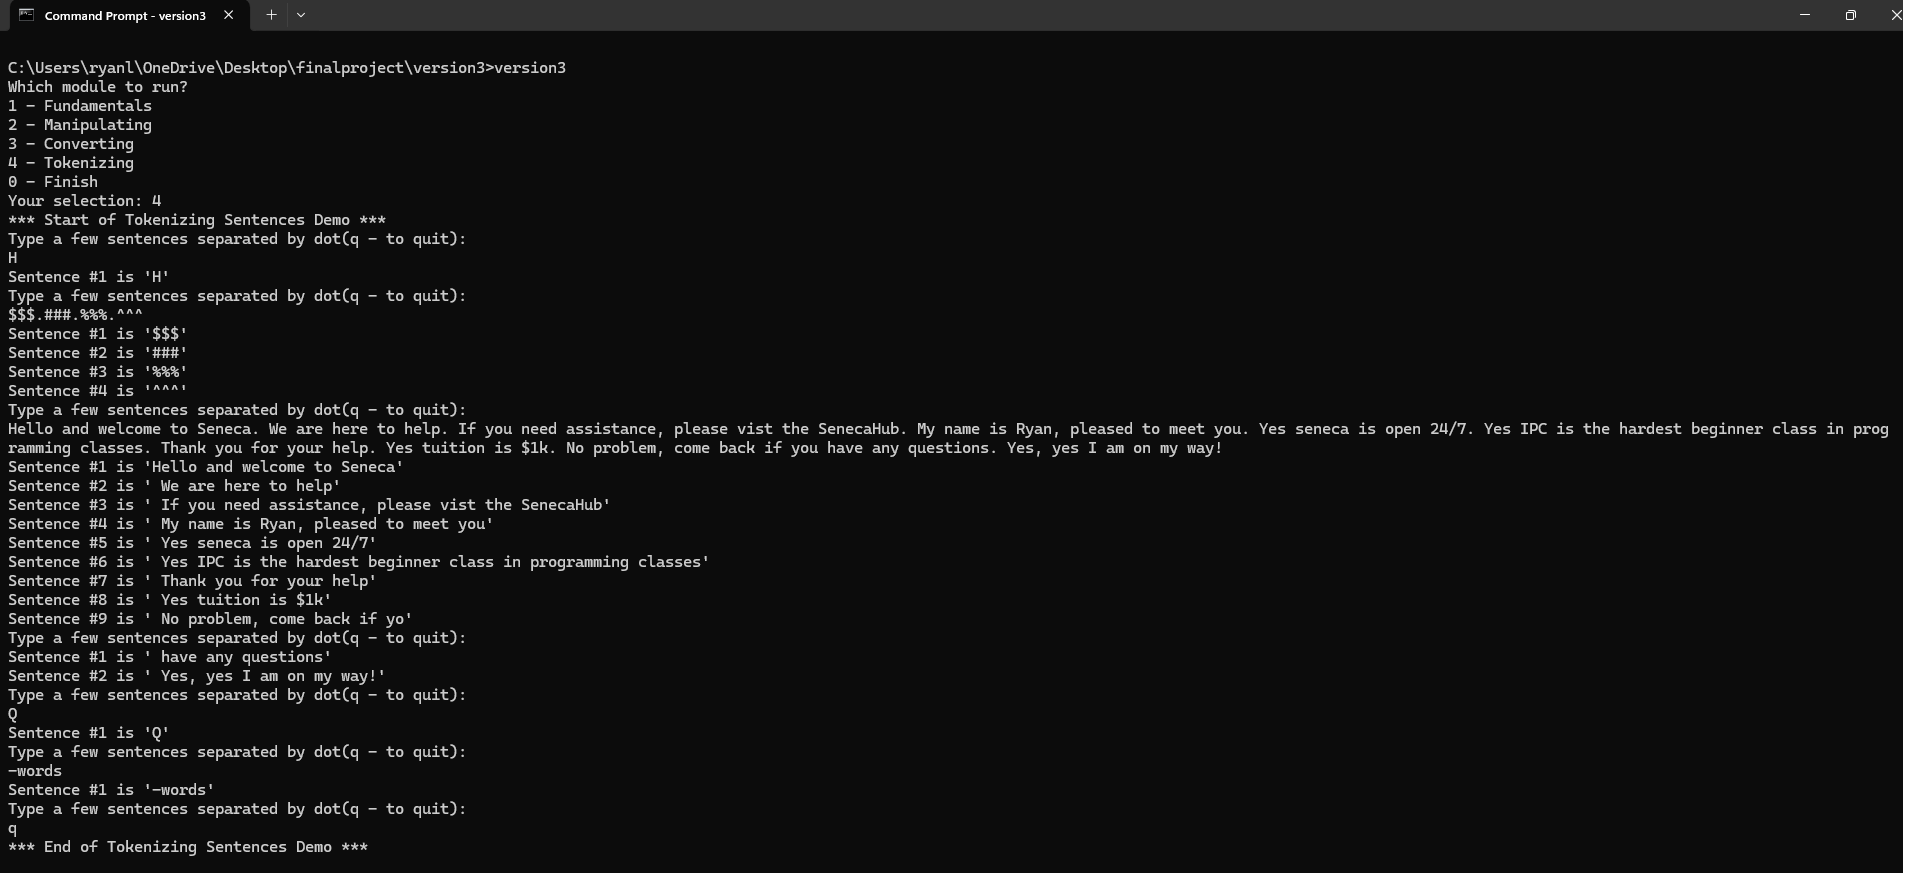 Command Prompt - version3
C:\Users\ryanl\OneDrive\Desktop\finalproject\version3>version3
Which module to run?
1 - Fundamentals
2 - Manipulating
3 - Converting
4 - Tokenizing
0 - Finish
Your selection: 4
*** Start of Tokenizing Sentences Demo ***
Type a few sentences separated by dot(q - to quit):
H
Sentence #1 is 'H'
Type a few sentences separated by dot(q - to quit):
$$$.###.%%%.^^^
Sentence #1 is '$$$'
Sentence #2 is '###'
Sentence #3 is '%%%'
Sentence #4 is '^^^'
Type a few sentences separated by dot(q - to quit):
Hello and welcome to Seneca. We are here to help. If you need assistance, please vist the SenecaHub. My name is Ryan, pleased to meet you. Yes seneca is open 24/7. Yes IPC is the hardest beginner class in prog
ramming classes. Thank you for your help. Yes tuition is $1k. No problem, come back if you have any questions. Yes, yes I am on my way!
Sentence #1 is 'Hello and welcome to Seneca'
Sentence #2 is ' We are here to help'
Sentence #3 is ' If you need assistance, please vist the SenecaHub'
Sentence #4 is ' My name is Ryan, pleased to meet you'
Sentence #5 is ' Yes seneca is open 24/7'
Sentence #6 is ' Yes IPC is the hardest beginner class in programming classes'
Sentence #7 is ' Thank you for your help'
Sentence #8 is ' Yes tuition is $1k'
Sentence #9 is ' No problem, come back if yo'
Type a few sentences separated by dot(q - to quit):
Sentence #1 is ' have any questions'
Sentence #2 is ' Yes, yes I am on my way!'
Type a few sentences separated by dot(q - to quit):
Q
Sentence #1 is 'Q'
Type a few sentences separated by dot(q - to quit):
-words
Sentence #1 is '-words'
Type a few sentences separated by dot(q - to quit):
q
*** End of Tokenizing Sentences Demo ***